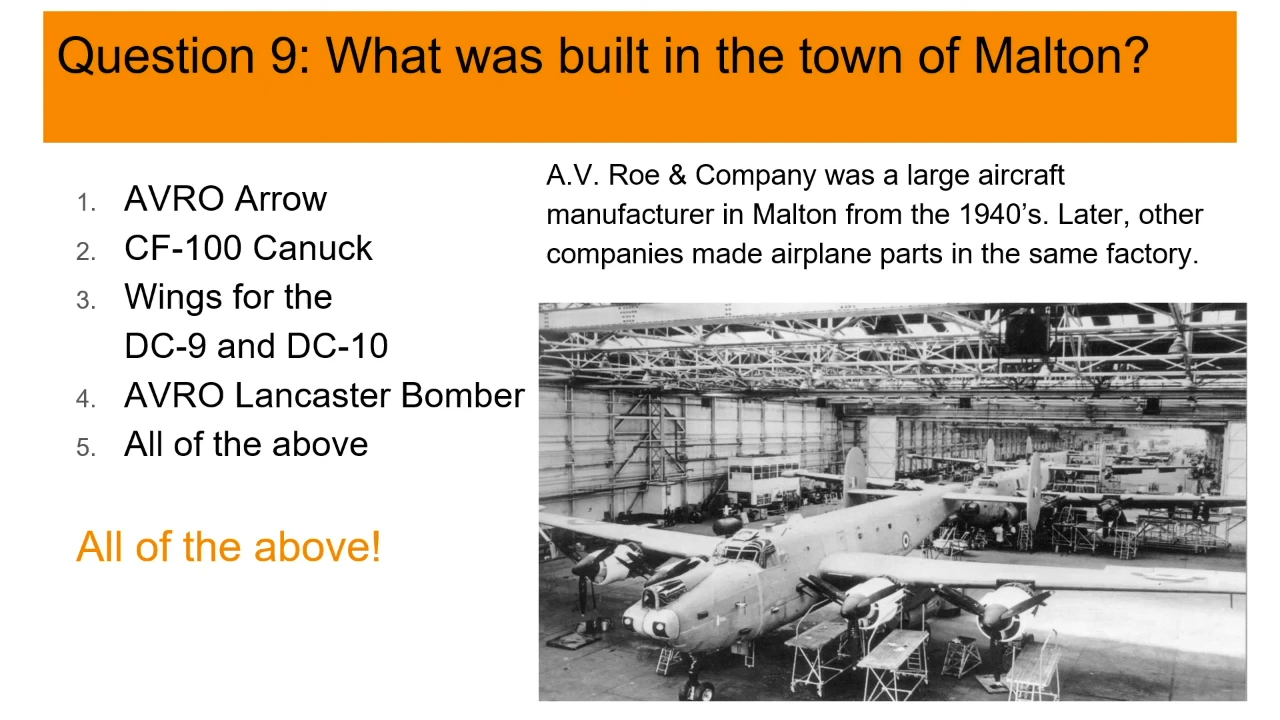 Question 9: What was built in the town of Malton?
1. AVRO Arrow
2. CF-100 Canuck
3. Wings for the
DC-9 and DC-10
4. AVRO Lancaster Bomber
5. All of the above
All of the above!
A.V. Roe & Company was a large aircraft
manufacturer in Malton from the 1940’s. Later, other
companies made airplane parts in the same factory.